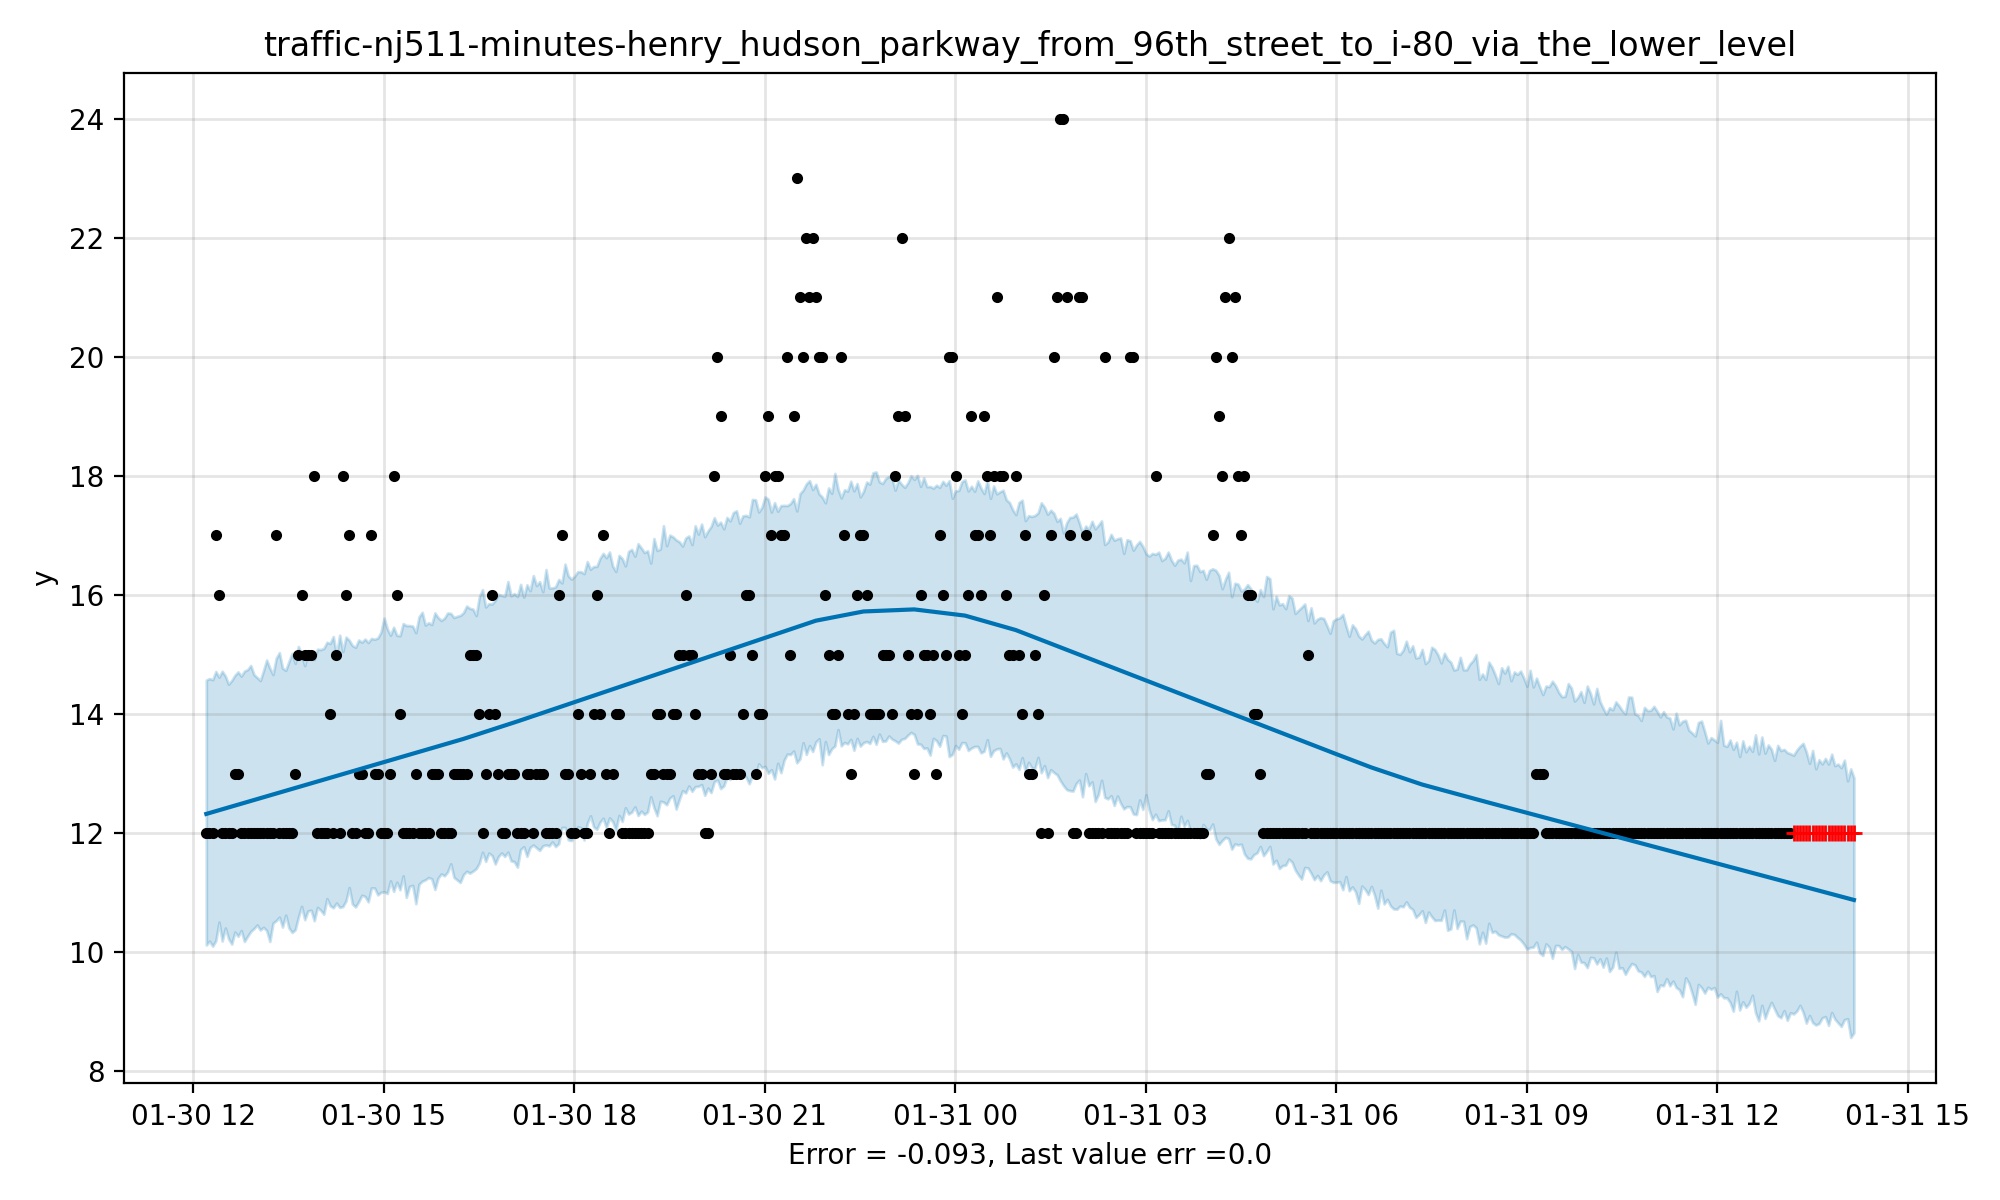 traffic-nj511-minutes-henry_hudson_parkway_from_96th_street_to_i-80_via_the_lower_level
24
22
20
18
16
14
12
10
8
y
01-30 12 01-30 15 01-30 18 01-30 21 01-31 00 01-31 03 01-31 06 01-31 09 01-31 12 01-31 15
Error = -0.093, Last value err =0.0